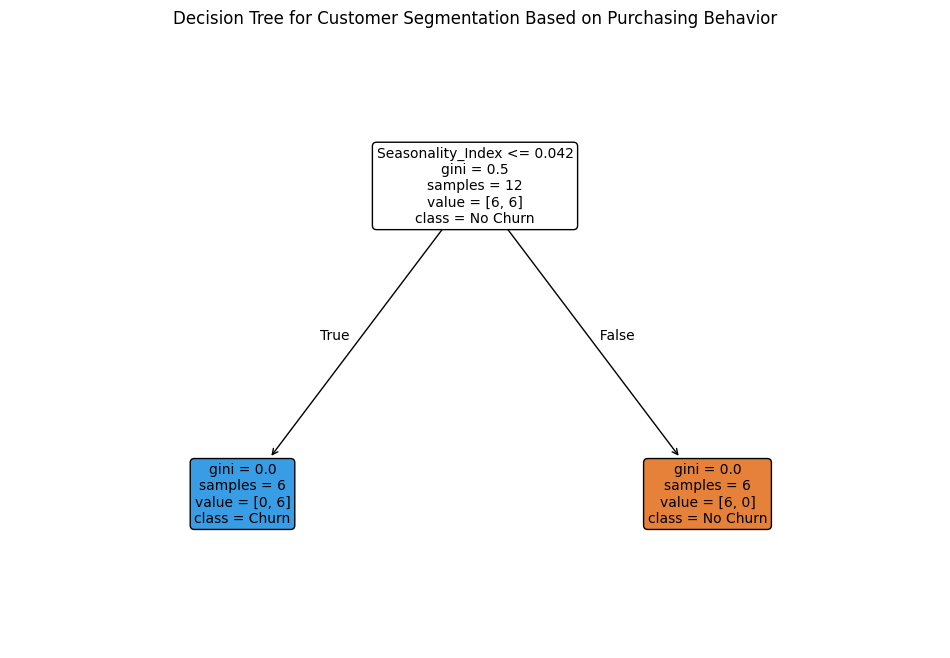 Decision Tree for Customer Segmentation Based on Purchasing Behavior
Seasonality_Index <= 0.042
gini = 0.5
samples = 12
value = [6, 6]
class = No Churn
True
False
gini = 0.0
samples = 6
value = [0, 6]
class = Churn
gini = 0.0
samples = 6
value = [6, 0]
class = No Churn